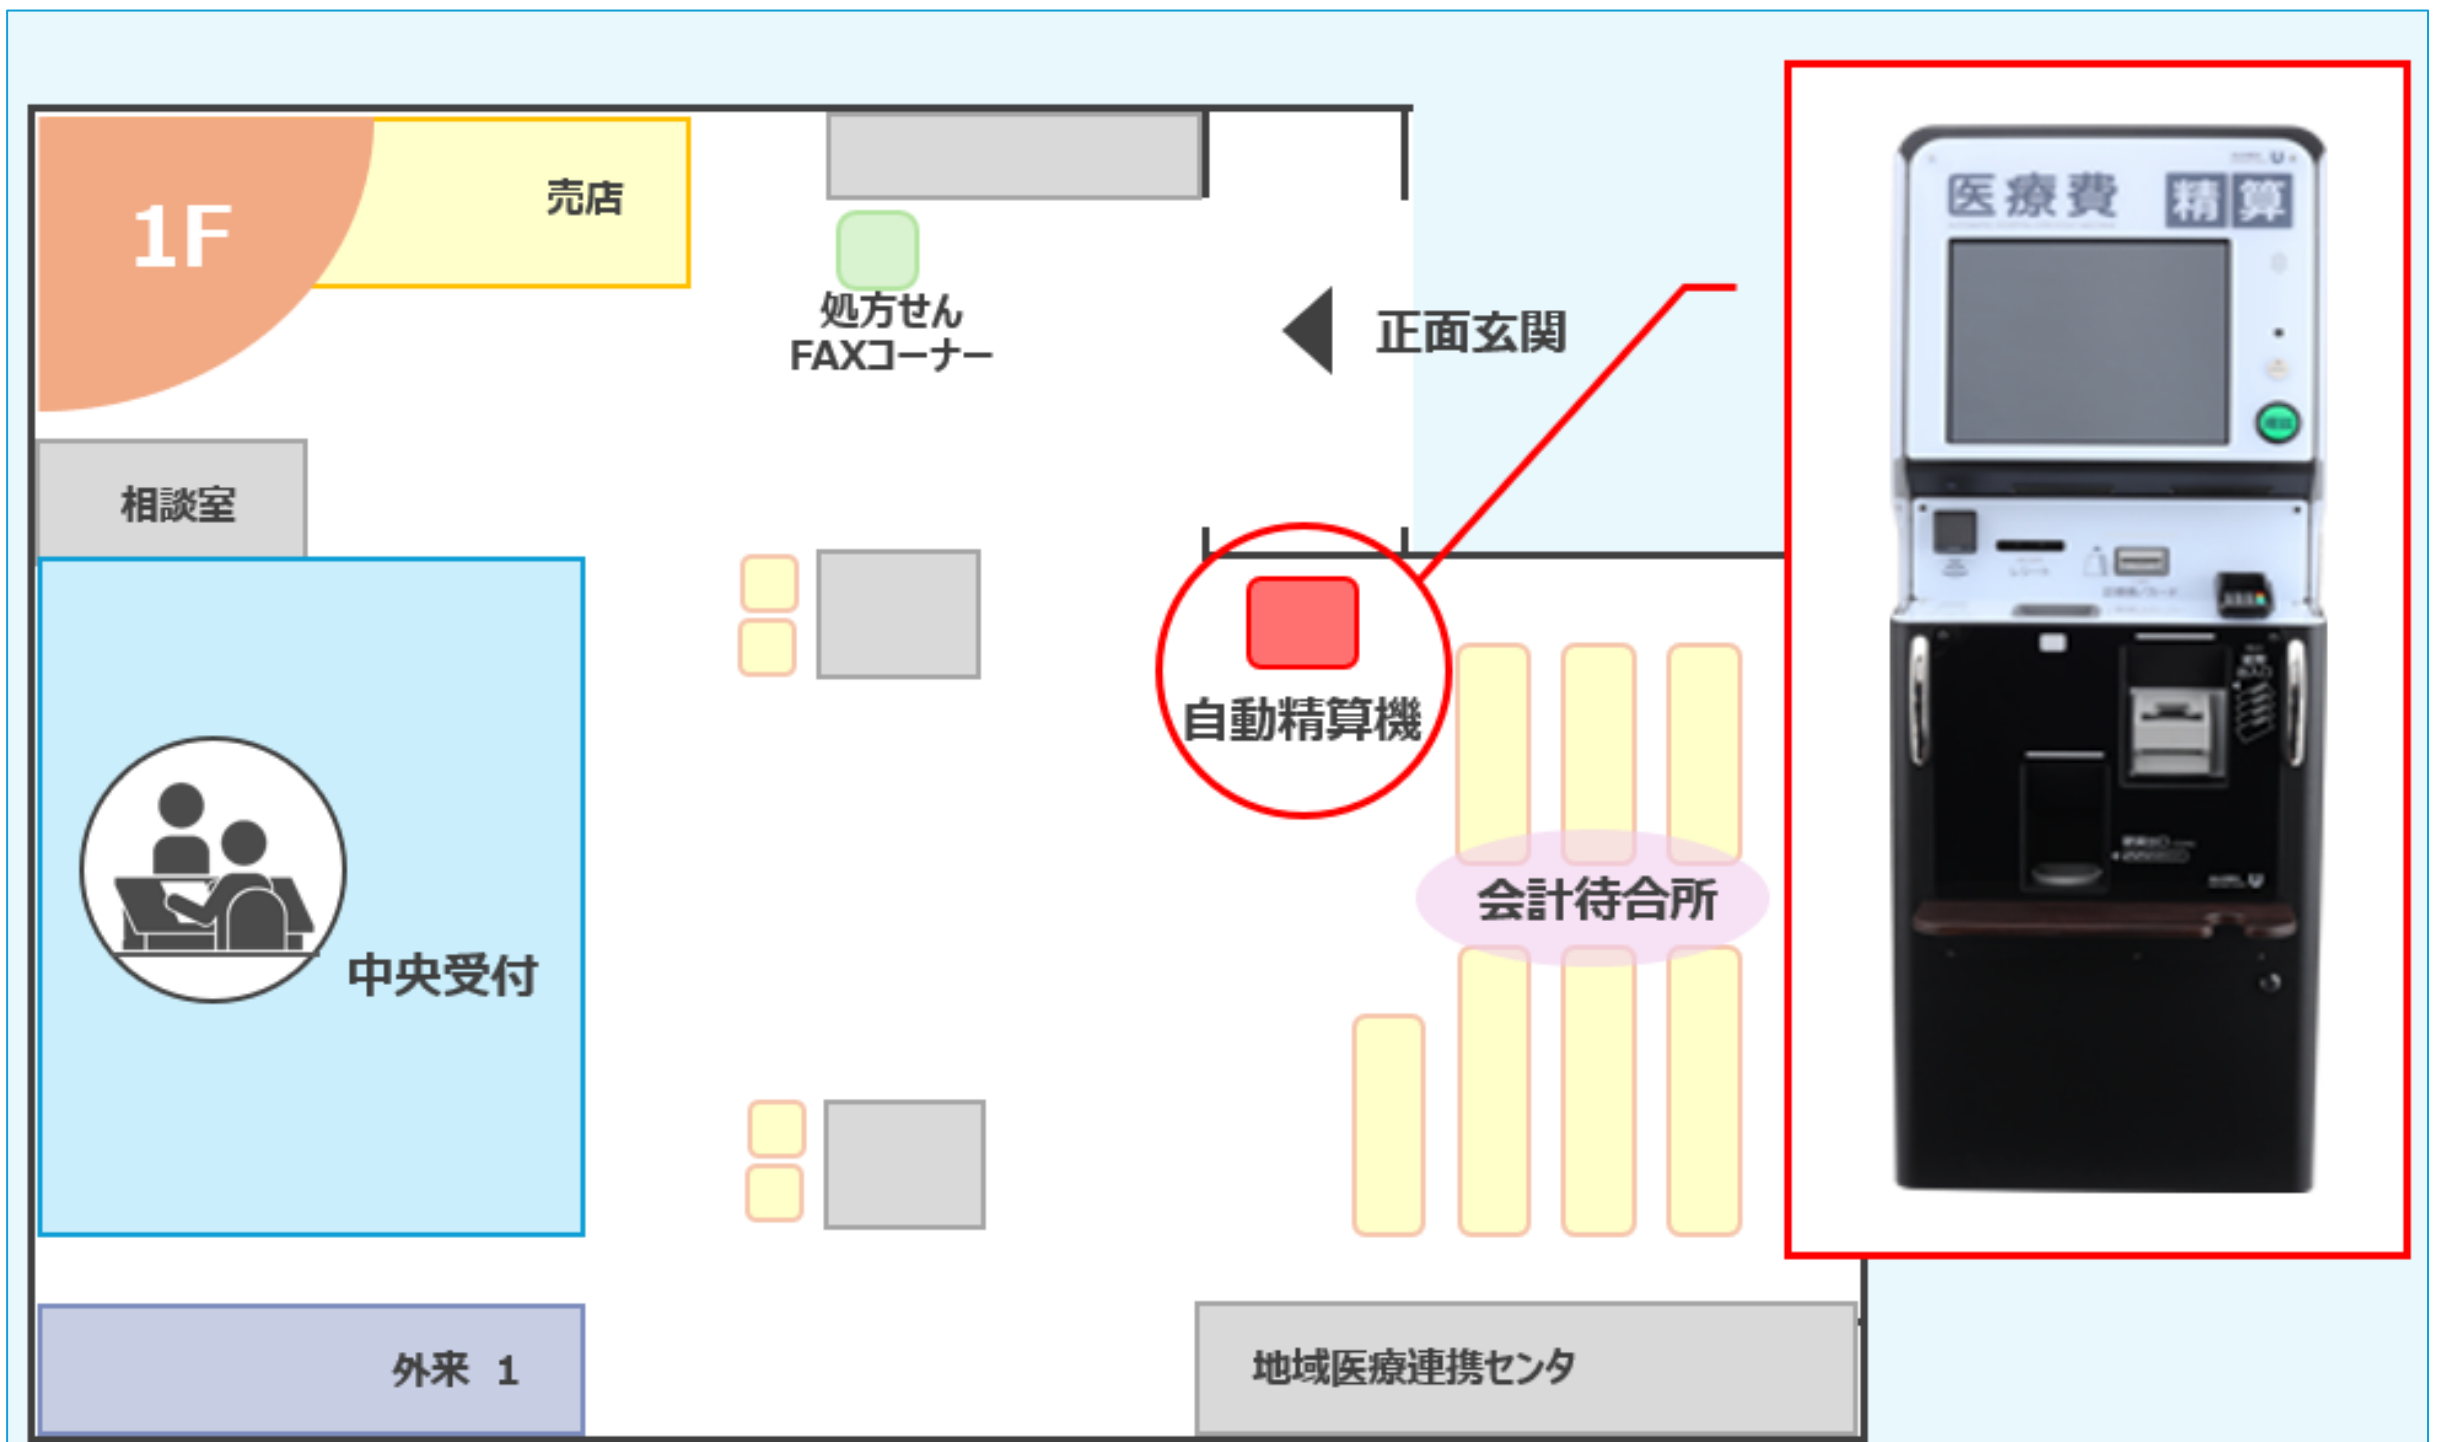 1F
売店
処方せん
FAXコーナー
正面玄関
相談室
自動精算機
中央受付
会計待合所
外来 1
地域医療連携センタ
医療費 精算